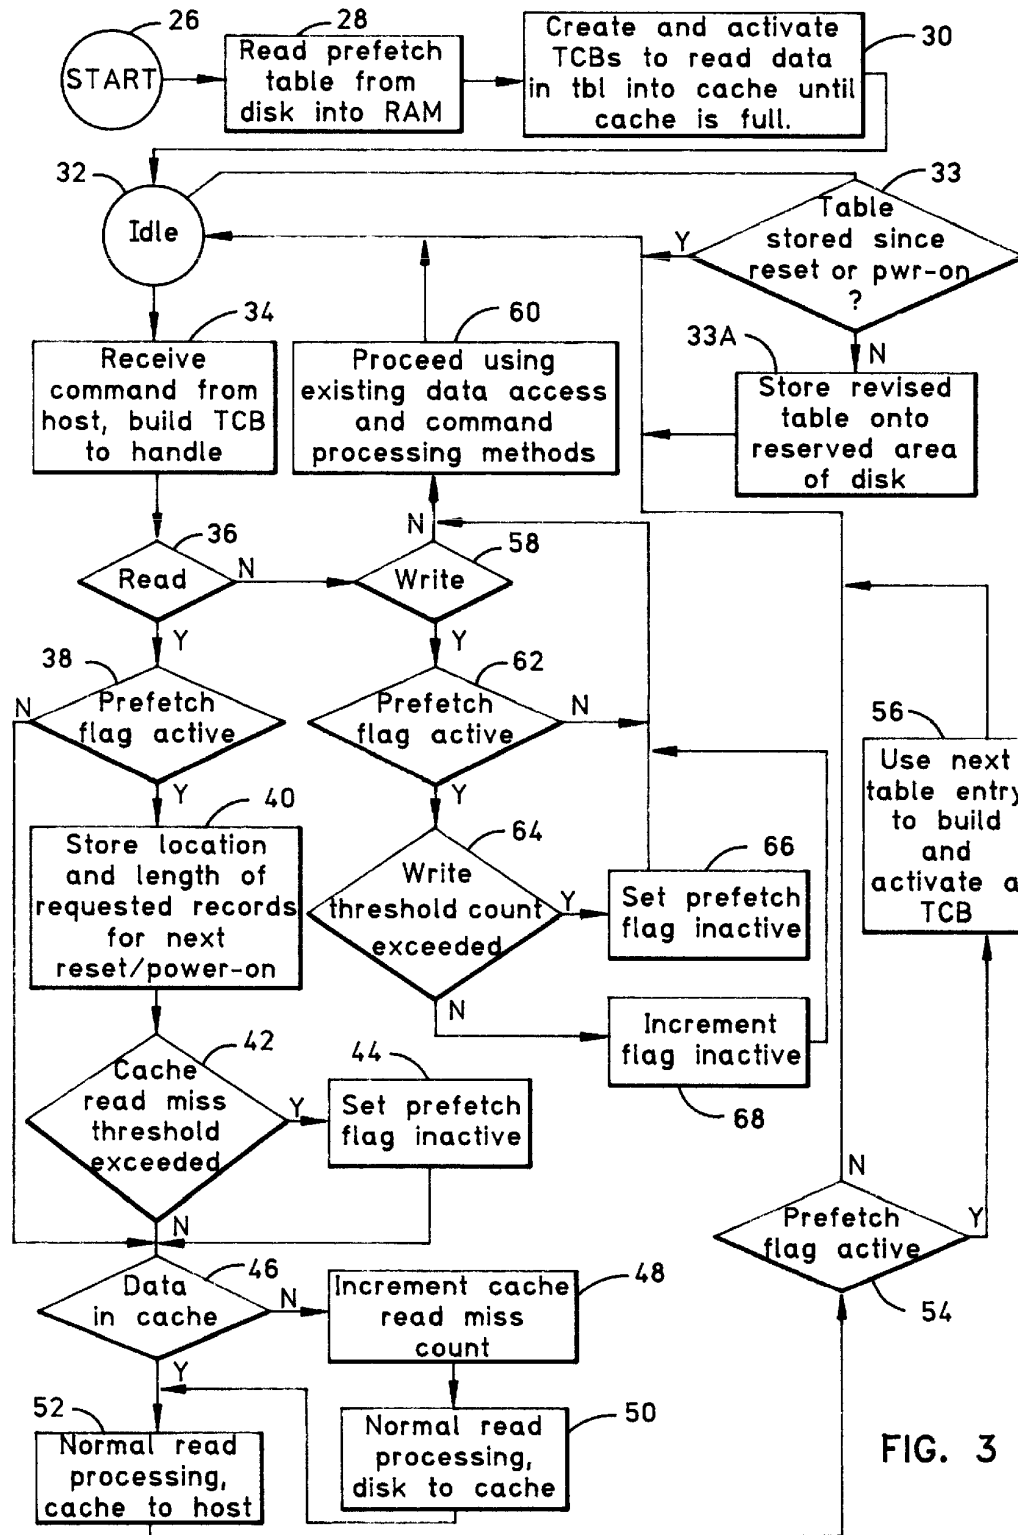 26
START
28
Read prefetch
table from
disk into RAM
30
Create and activate
TCBs to read data
in tbl into cache until
cache is full.
32
Idle
33
Table
stored since
reset or pwr-on
?
Y
N
33A
Store revised
table onto
reserved area
of disk
34
Receive
command from
host, build TCB
to handle
60
Proceed using
existing data access
and command
processing methods
36
Read
N
Y
58
Write
N
Y
38
Prefetch
flag active
N
Y
62
Prefetch
flag active
N
Y
40
Store location
and length of
requested records
for next
reset/power-on
64
Write
threshold count
exceeded
Y
N
66
Set prefetch
flag inactive
Increment
flag inactive
68
42
Cache
read miss
threshold
exceeded
Y
N
44
Set prefetch
flag inactive
46
Data
in cache
N
Y
48
Increment cache
read miss
count
50
Normal read
processing,
disk to cache
52
Normal read
processing,
cache to host
54
Prefetch
flag active
N
Y
56
Use next
table entry
to build
and
activate a
TCB
FIG. 3